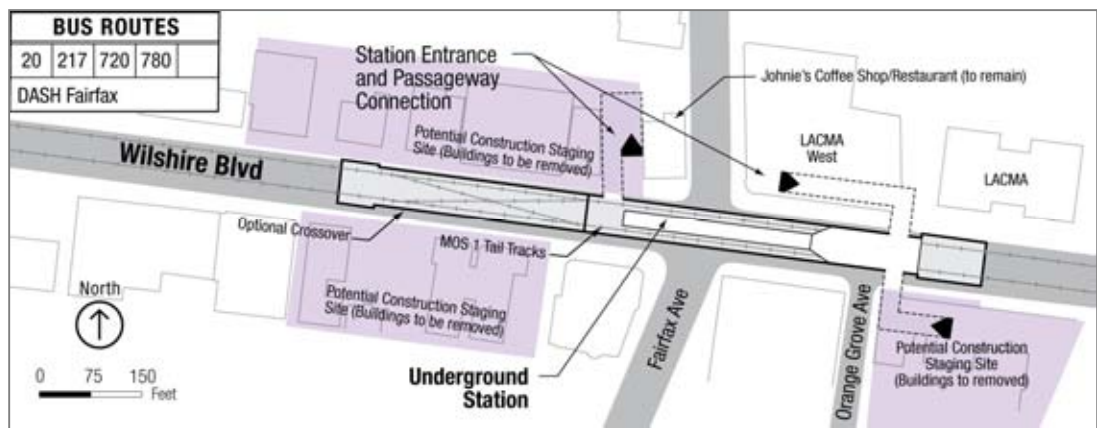 BUS ROUTES
20 217 720 780
DASH Fairfax
Station Entrance
and Passageway
Connection
Johnie's Coffee Shop/Restaurant (to remain)
Potential Construction Staging
Site (Buildings to be removed)
LACMA
West
LACMA
Wilshire Blvd
Optional Crossover
MOS 1 Tail Tracks
North
Potential Construction Staging
Site (Buildings to be removed)
Fairfax Ave
Orange Grove Ave
Potential Construction
Staging Site
(Buildings to removed)
0 75 150
Feet
Underground
Station